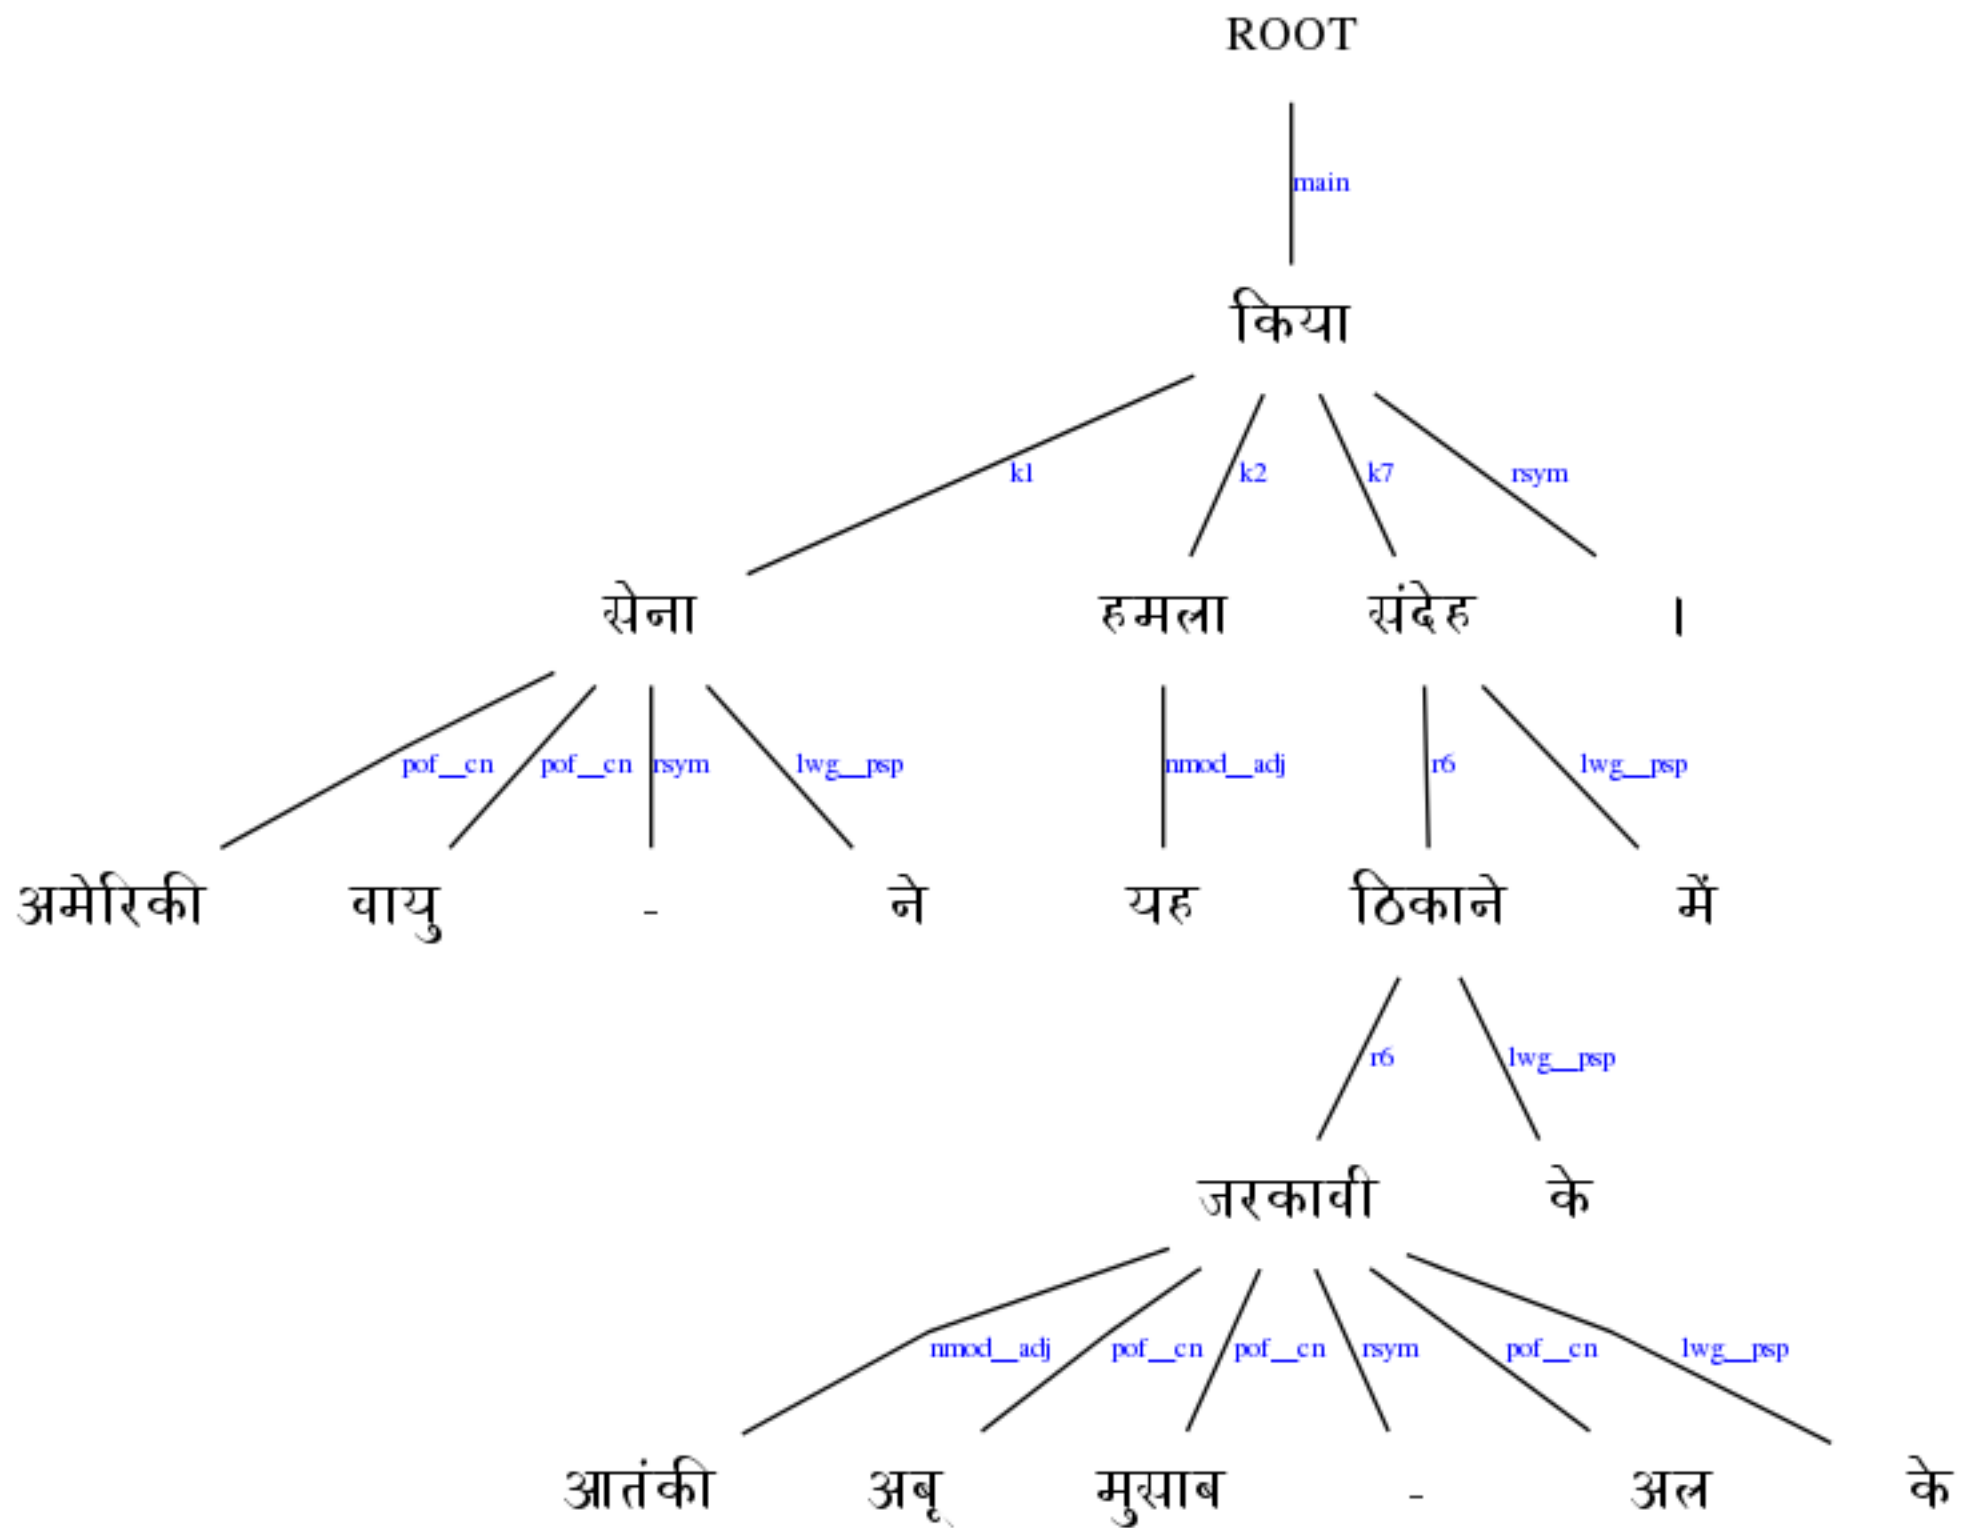 ROOT
main
किया
k1 k2 k7 rsym
सेना हमला संदेह ।
pof__cn pof__cn rsym lwg__psp nmod__adj r6 lwg__psp
अमेरिकी वायु - ने यह ठिकाने में
r6 lwg__psp
जरकावी के
nmod__adj pof__cn pof__cn rsym pof__cn lwg__psp
आतंकी अबू मुसाब - अल के